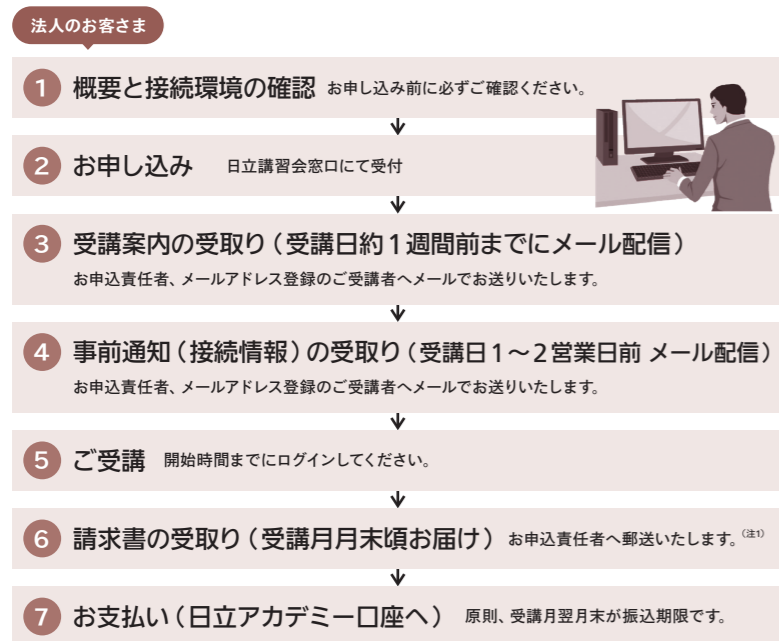 法人のお客さま
1 概要と接続環境の確認 お申し込み前に必ずご確認ください。
2 お申し込み 日立講習会窓口にて受付
3 受講案内の受取り（受講日約1週間前までにメール配信）
お申込責任者、メールアドレス登録のご受講者へメールでお送りいたします。
4 事前通知（接続情報）の受取り（受講日1～2営業日前 メール配信）
お申込責任者、メールアドレス登録のご受講者へメールでお送りいたします。
5 ご受講 開始時間までにログインしてください。
6 請求書の受取り（受講月月末頃お届け） お申込責任者へ郵送いたします。（注1）
7 お支払い（日立アカデミー口座へ） 原則、受講月翌月末が振込期限です。